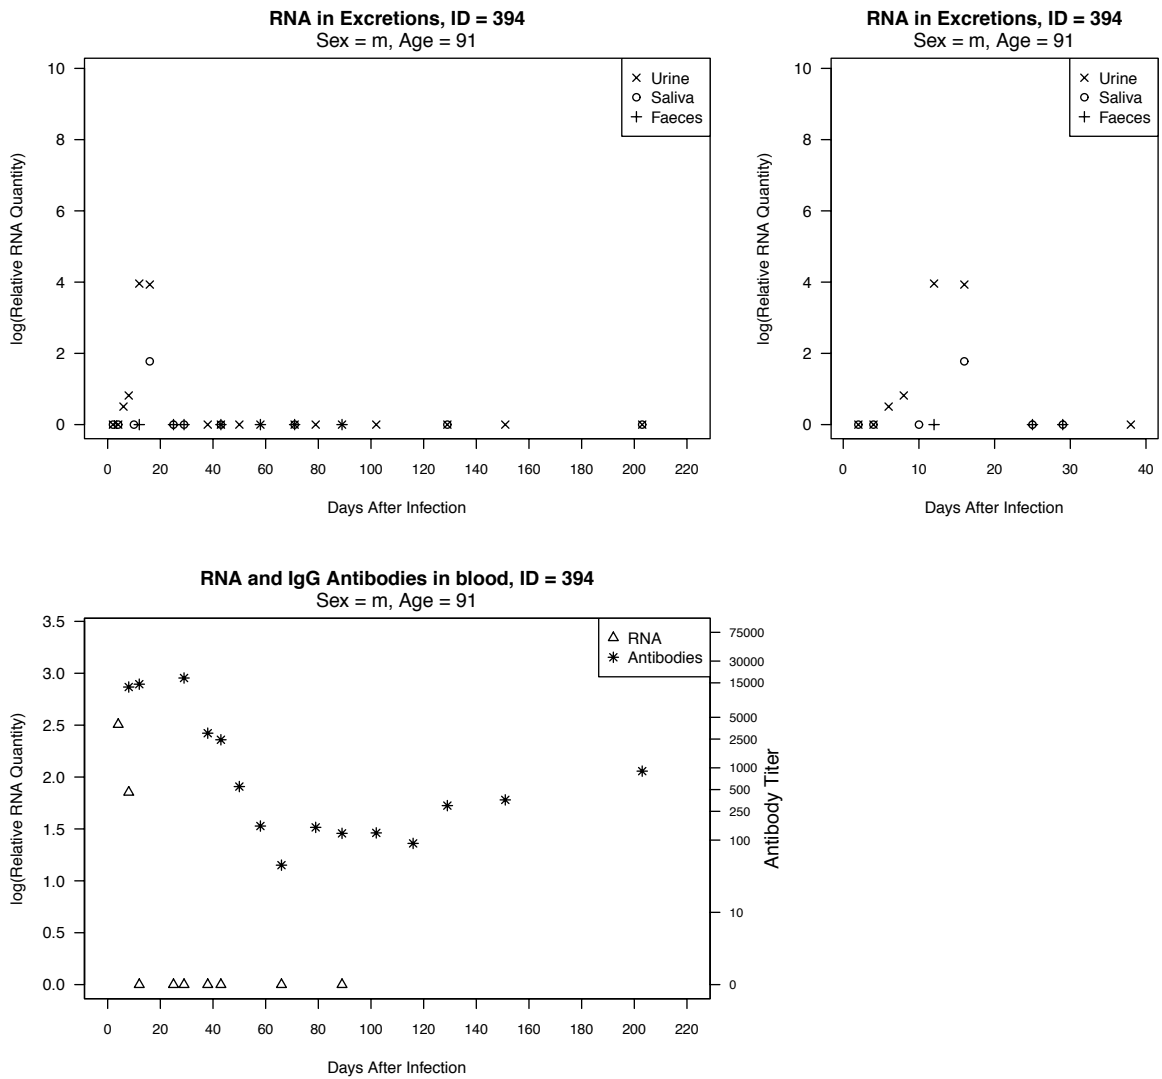 RNA in Excretions, ID = 394
Sex = m, Age = 91
log(Relative RNA Quantity)
10
8
6
4
2
0
Urine
Saliva
Faeces
0 20 40 60 80 100 120 140 160 180 200 220
Days After Infection
RNA in Excretions, ID = 394
Sex = m, Age = 91
log(Relative RNA Quantity)
10
8
6
4
2
0
Urine
Saliva
Faeces
0 10 20 30 40
Days After Infection
RNA and IgG Antibodies in blood, ID = 394
Sex = m, Age = 91
log(Relative RNA Quantity)
3.5
3.0
2.5
2.0
1.5
1.0
0.5
0.0
RNA
Antibodies
75000
30000
15000
5000
2500
1000
500
250
100
10
0
Antibody Titer
0 20 40 60 80 100 120 140 160 180 200 220
Days After Infection